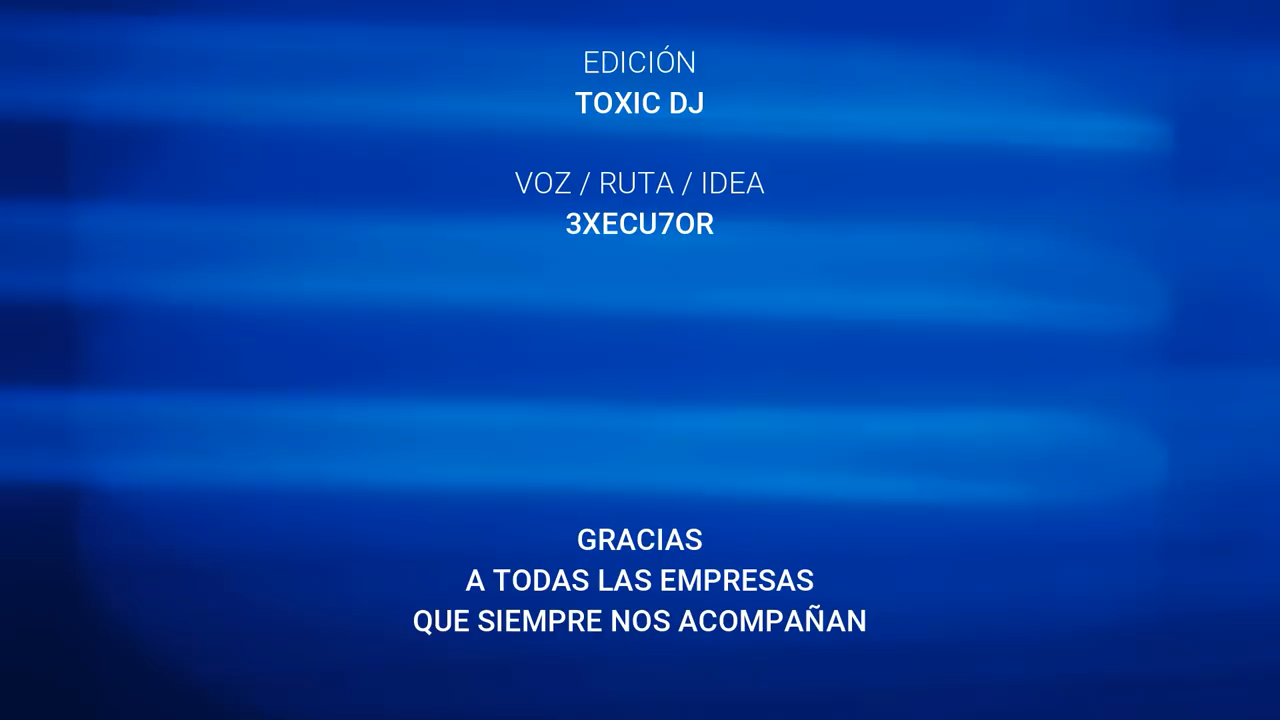 EDICIÓN
TOXIC DJ
VOZ / RUTA / IDEA
3XECU7OR
GRACIAS
A TODAS LAS EMPRESAS
QUE SIEMPRE NOS ACOMPAÑAN